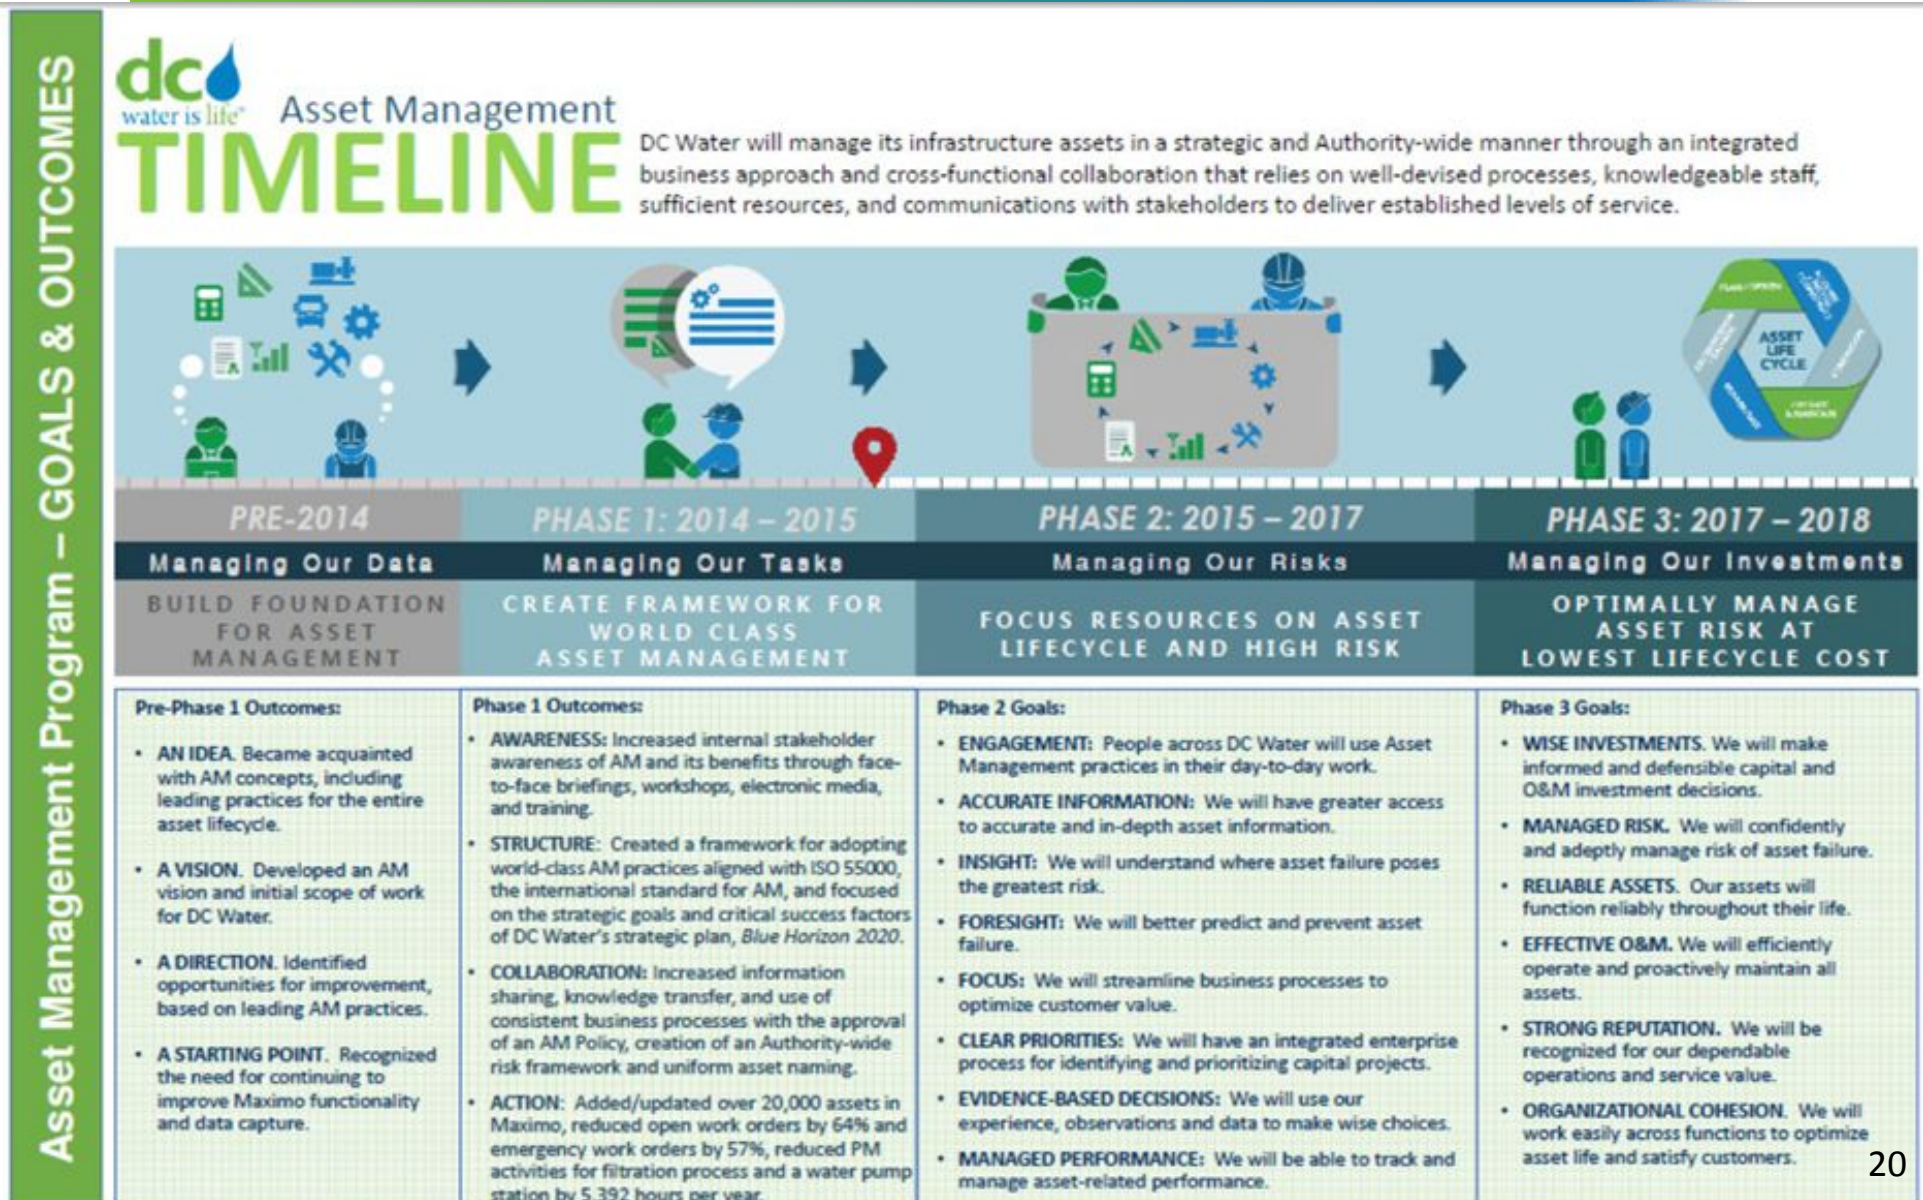 Asset Management Program – GOALS & OUTCOMES
dc
water is life
Asset Management
TIMELINE
DC Water will manage its infrastructure assets in a strategic and Authority-wide manner through an integrated
business approach and cross-functional collaboration that relies on well-devised processes, knowledgeable staff,
sufficient resources, and communications with stakeholders to deliver established levels of service.
ASSET
LIFE
CYCLE
PRE-2014
Managing Our Data
BUILD FOUNDATION
FOR ASSET
MANAGEMENT
PHASE 1: 2014 – 2015
Managing Our Tasks
CREATE FRAMEWORK FOR
WORLD CLASS
ASSET MANAGEMENT
PHASE 2: 2015 – 2017
Managing Our Risks
FOCUS RESOURCES ON ASSET
LIFECYCLE AND HIGH RISK
PHASE 3: 2017 – 2018
Managing Our Investments
OPTIMALLY MANAGE
ASSET RISK AT
LOWEST LIFECYCLE COST
Pre-Phase 1 Outcomes:
• AN IDEA. Became acquainted
with AM concepts, including
leading practices for the entire
asset lifecycle.
• A VISION. Developed an AM
vision and initial scope of work
for DC Water.
• A DIRECTION. Identified
opportunities for improvement,
based on leading AM practices.
• A STARTING POINT. Recognized
the need for continuing to
improve Maximo functionality
and data capture.
Phase 1 Outcomes:
• AWARENESS: Increased internal stakeholder
awareness of AM and its benefits through face-
to-face briefings, workshops, electronic media,
and training.
• STRUCTURE: Created a framework for adopting
world-class AM practices aligned with ISO 55000,
the international standard for AM, and focused
on the strategic goals and critical success factors
of DC Water's strategic plan, Blue Horizon 2020.
• COLLABORATION: Increased information
sharing, knowledge transfer, and use of
consistent business processes with the approval
of an AM Policy, creation of an Authority-wide
risk framework and uniform asset naming.
• ACTION: Added/updated over 20,000 assets in
Maximo, reduced open work orders by 64% and
emergency work orders by 57%, reduced PM
activities for filtration process and a water pump
station by 5,392 hours per year.
Phase 2 Goals:
• ENGAGEMENT: People across DC Water will use Asset
Management practices in their day-to-day work.
• ACCURATE INFORMATION: We will have greater access
to accurate and in-depth asset information.
• INSIGHT: We will understand where asset failure poses
the greatest risk.
• FORESIGHT: We will better predict and prevent asset
failure.
• FOCUS: We will streamline business processes to
optimize customer value.
• CLEAR PRIORITIES: We will have an integrated enterprise
process for identifying and prioritizing capital projects.
• EVIDENCE-BASED DECISIONS: We will use our
experience, observations and data to make wise choices.
• MANAGED PERFORMANCE: We will be able to track and
manage asset-related performance.
Phase 3 Goals:
• WISE INVESTMENTS. We will make
informed and defensible capital and
O&M investment decisions.
• MANAGED RISK. We will confidently
and adeptly manage risk of asset failure.
• RELIABLE ASSETS. Our assets will
function reliably throughout their life.
• EFFECTIVE O&M. We will efficiently
operate and proactively maintain all
assets.
• STRONG REPUTATION. We will be
recognized for our dependable
operations and service value.
• ORGANIZATIONAL COHESION. We will
work easily across functions to optimize
asset life and satisfy customers.
20